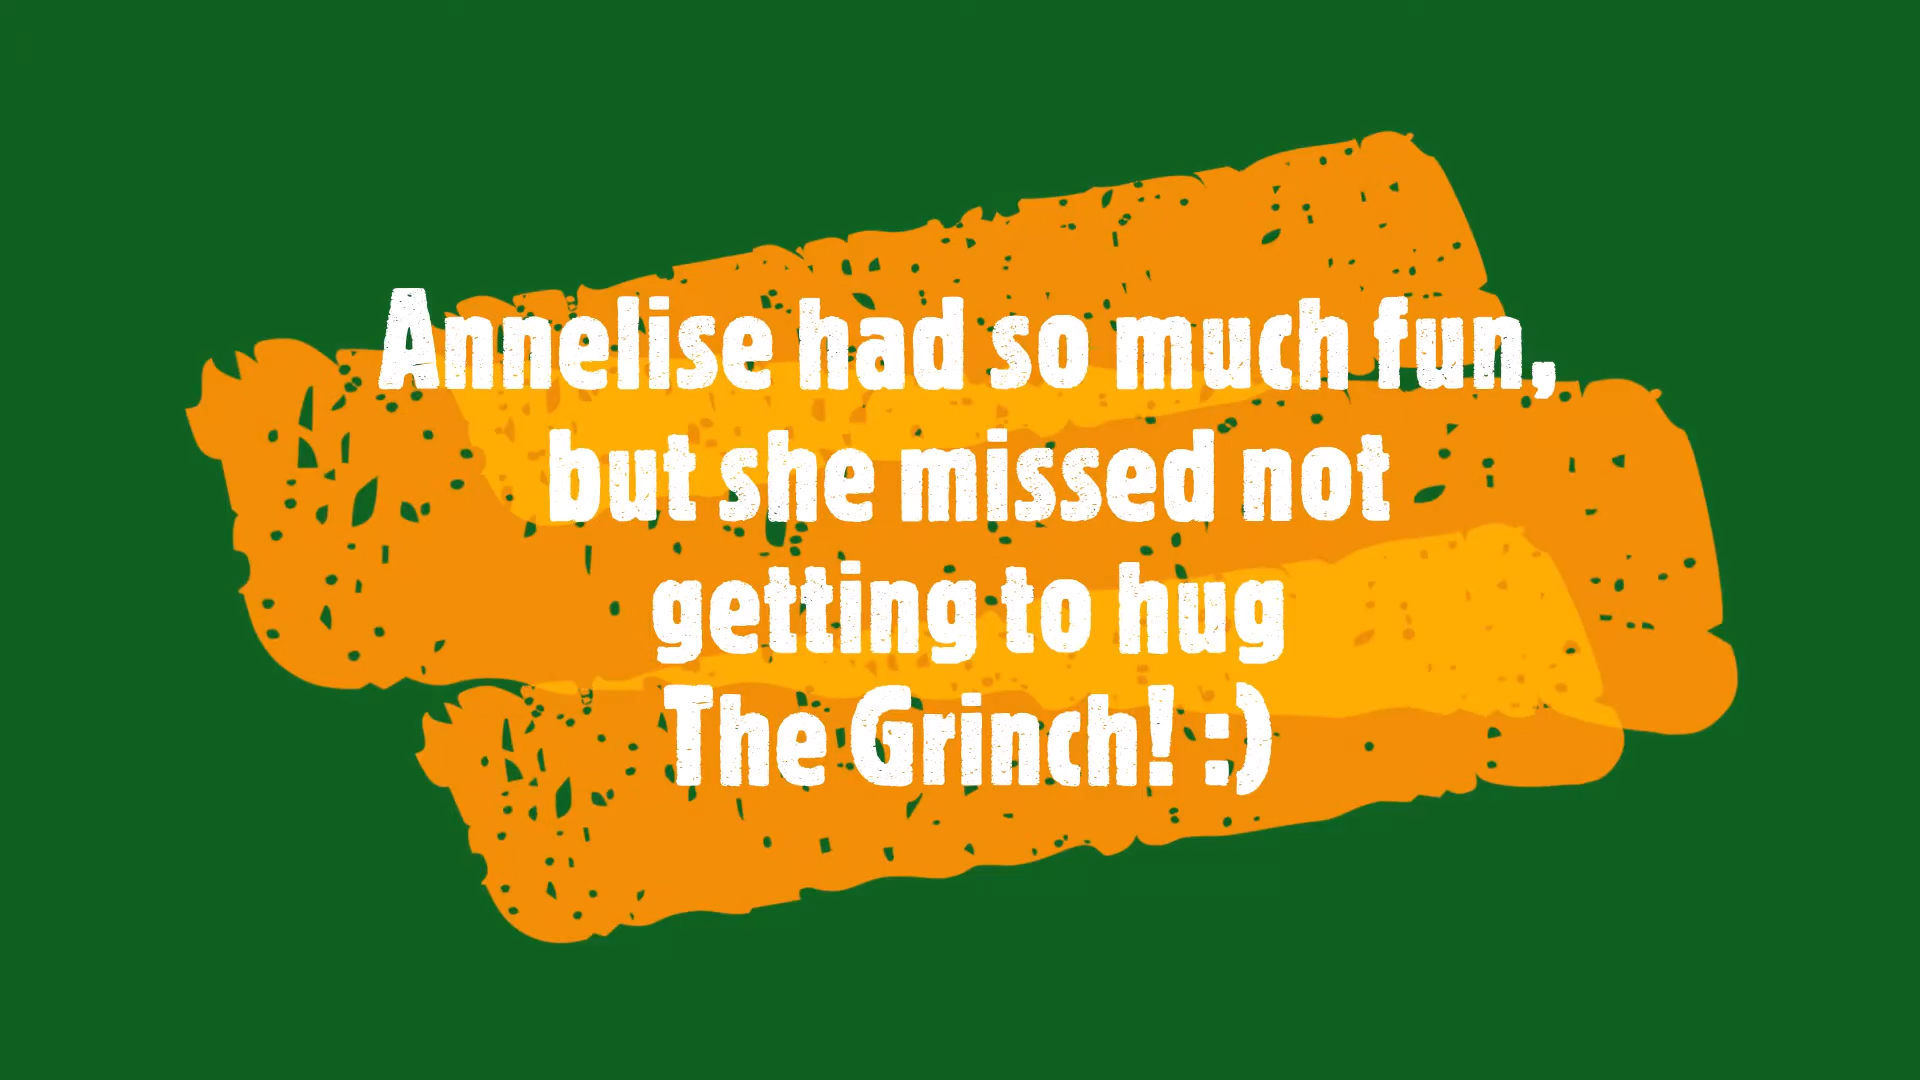 Annelise had so much fun,
but she missed not
getting to hug
The Grinch! :)